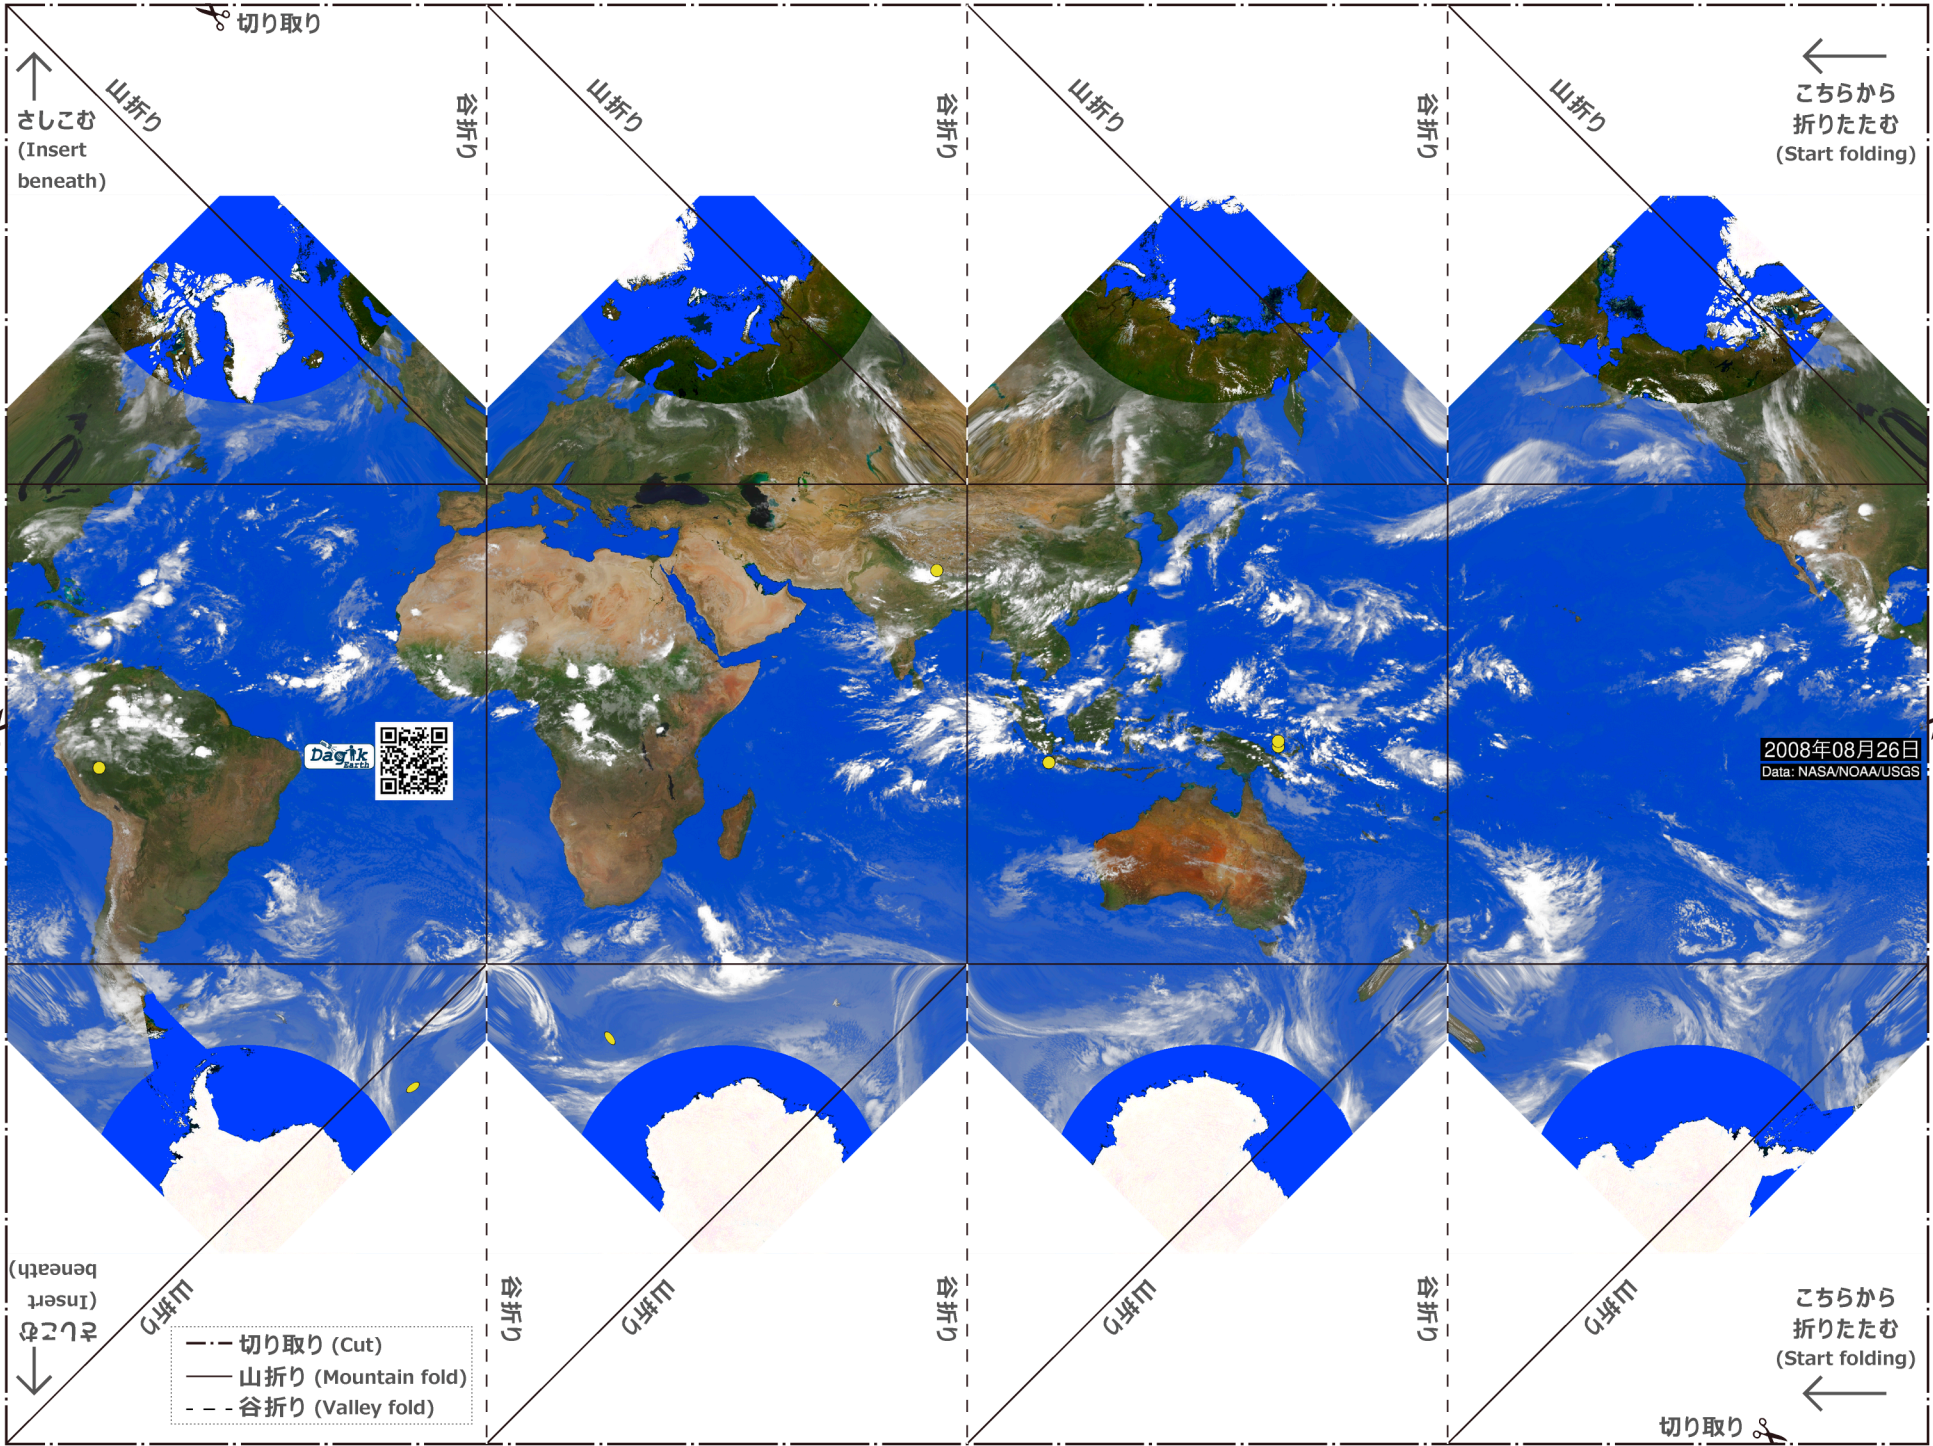 切り取り
山折り
谷折り
山折り
谷折り
山折り
谷折り
山折り
さしこむ
(Insert
beneath)
こちらから
折りたたむ
(Start folding)
Dagik
Earth
2008年08月26日
Data: NASA/NOAA/USGS
さしこむ
(Insert
beneath)
山折り
谷折り
山折り
谷折り
山折り
谷折り
山折り
こちらから
折りたたむ
(Start folding)
切り取り (Cut)
山折り (Mountain fold)
谷折り (Valley fold)
切り取り